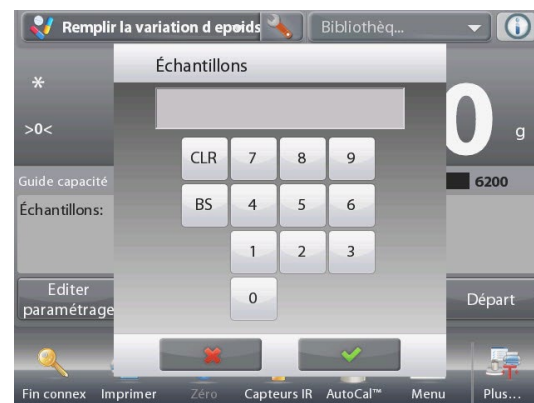 Remplir la variation d epoids
Bibliothèq...
Échantillons
*
>0<
0 g
CLR 7 8 9
Guide capacité
6200
Échantillons:
BS 4 5 6
1 2 3
Editer
paramétrage
0
Départ
Fin connex Imprimer Zéro Capteurs IR AutoCal™ Menu Plus...